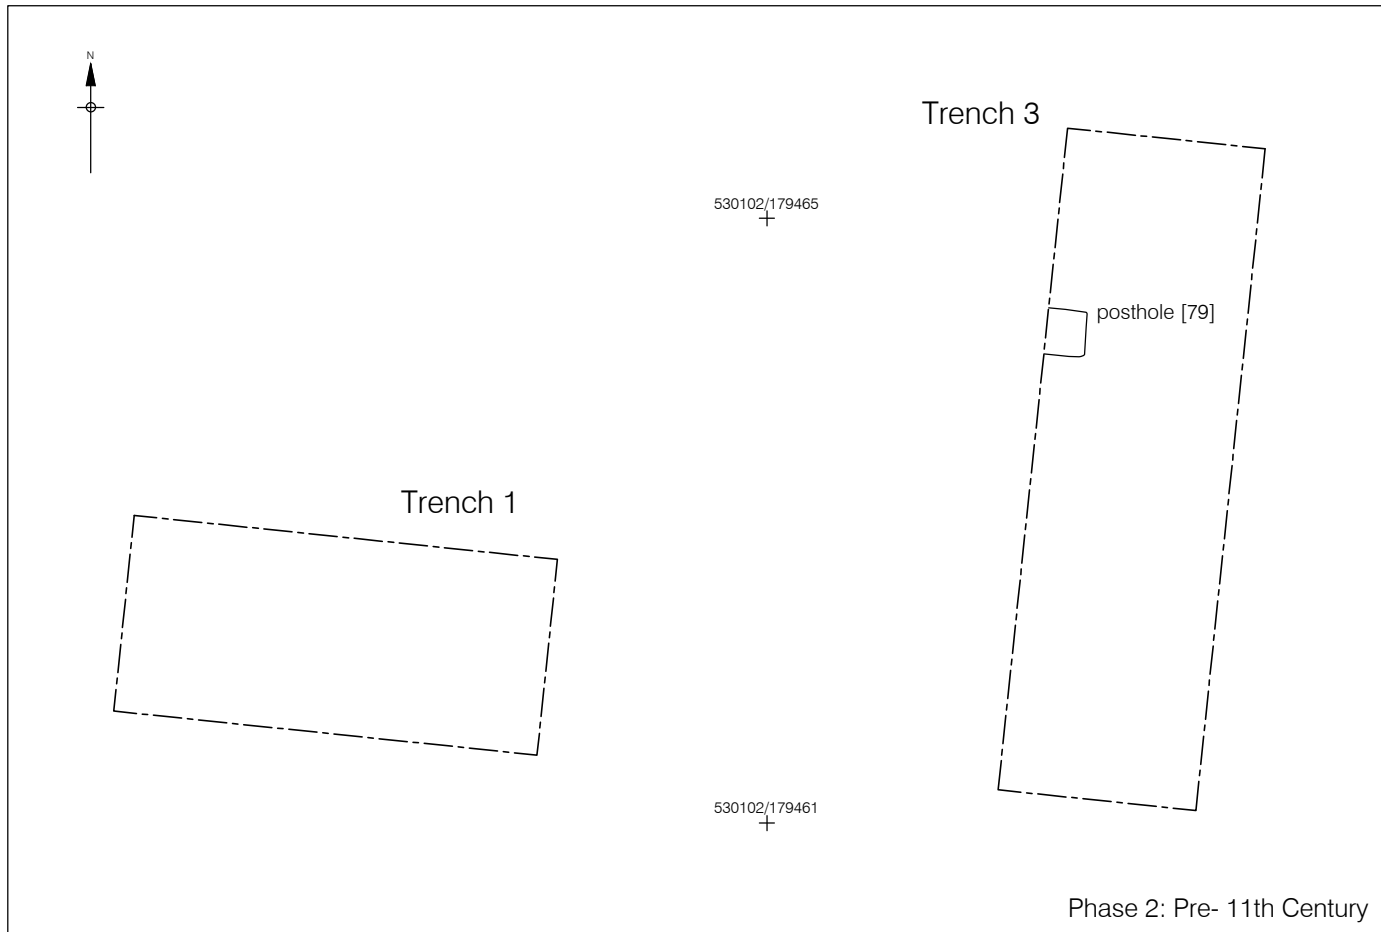 N
Trench 3
530102/179465
posthole [79]
Trench 1
530102/179461
Phase 2: Pre- 11th Century